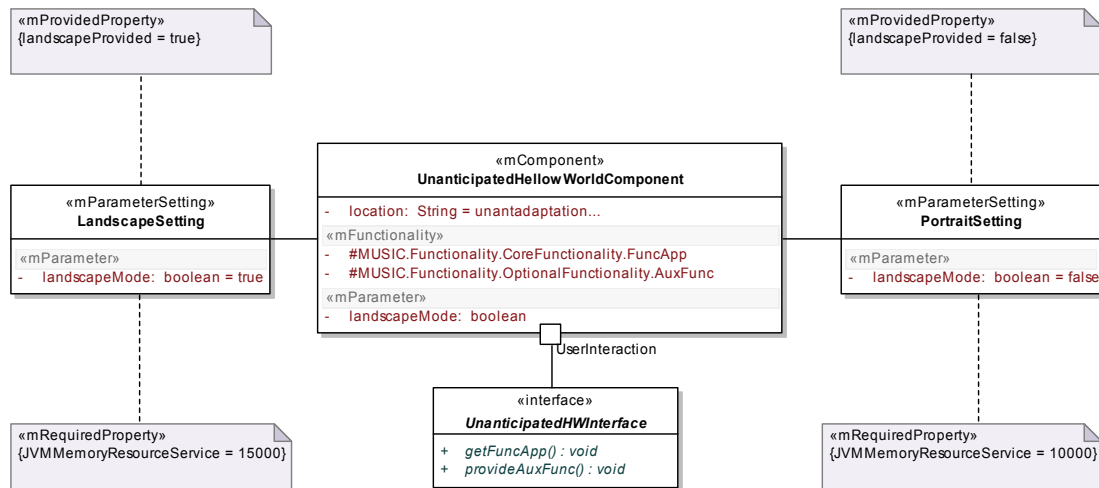 «mProvidedProperty»
{landscapeProvided = true}
«mProvidedProperty»
{landscapeProvided = false}
«mParameterSetting»
LandscapeSetting
«mParameter»
- landscapeMode: boolean = true
«mComponent»
UnanticipatedHellowWorldComponent
- location: String = unantadaptation...
«mFunctionality»
- #MUSIC.Functionality.CoreFunctionality.FuncApp
- #MUSIC.Functionality.OptionalFunctionality.AuxFunc
«mParameter»
- landscapeMode: boolean
«mParameterSetting»
PortraitSetting
«mParameter»
- landscapeMode: boolean = false
UserInteraction
«interface»
UnanticipatedHWInterface
+ getFuncApp() : void
+ provideAuxFunc() : void
«mRequiredProperty»
{JVMMemoryResourceService = 15000}
«mRequiredProperty»
{JVMMemoryResourceService = 10000}